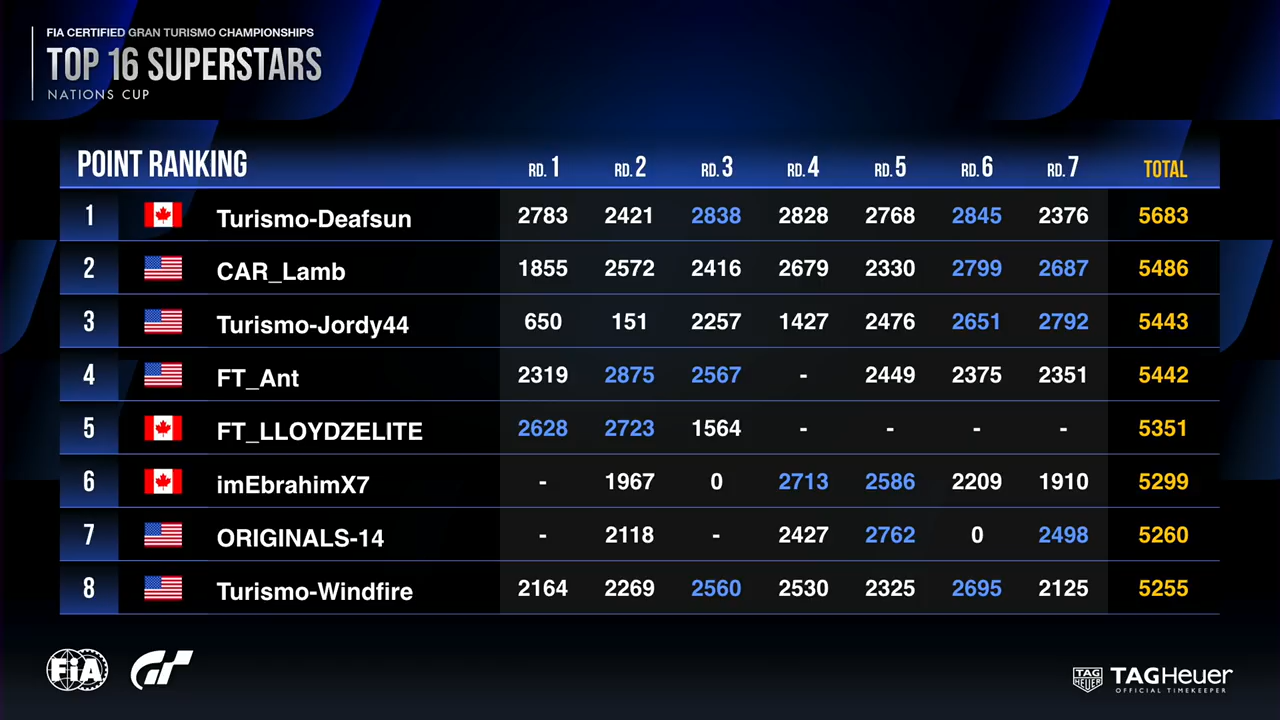 FIA CERTIFIED GRAN TURISMO CHAMPIONSHIPS
TOP 16 SUPERSTARS
NATIONS CUP
POINT RANKING RD. 1 RD. 2 RD. 3 RD. 4 RD. 5 RD. 6 RD. 7 TOTAL
1 Turismo-Deafsun 2783 2421 2838 2828 2768 2845 2376 5683
2 CAR_Lamb 1855 2572 2416 2679 2330 2799 2687 5486
3 Turismo-Jordy44 650 151 2257 1427 2476 2651 2792 5443
4 FT_Ant 2319 2875 2567 - 2449 2375 2351 5442
5 FT_LLOYDZELITE 2628 2723 1564 - - - - 5351
6 imEbrahimX7 - 1967 0 2713 2586 2209 1910 5299
7 ORIGINALS-14 - 2118 - 2427 2762 0 2498 5260
8 Turismo-Windfire 2164 2269 2560 2530 2325 2695 2125 5255
FiA GT TAG HEUER TAGHeuer
OFFICIAL TIMEKEEPER